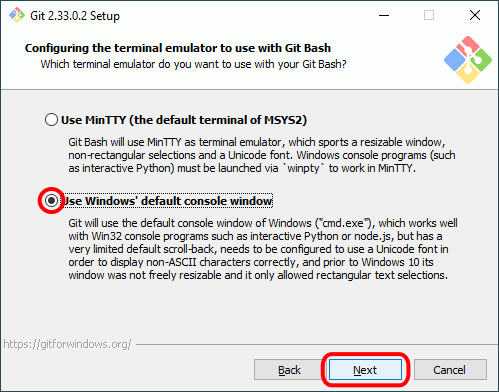 Git 2.33.0.2 Setup
Configuring the terminal emulator to use with Git Bash
Which terminal emulator do you want to use with your Git Bash?
Use MinTTY (the default terminal of MSYS2)
Git Bash will use MinTTY as terminal emulator, which sports a resizable window,
non-rectangular selections and a Unicode font. Windows console programs (such
as interactive Python) must be launched via `winpty` to work in MinTTY.
Use Windows' default console window
Git will use the default console window of Windows ("cmd.exe"), which works well
with Win32 console programs such as interactive Python or node.js, but has a
very limited default scroll-back, needs to be configured to use a Unicode font in
order to display non-ASCII characters correctly, and prior to Windows 10 its
window was not freely resizable and it only allowed rectangular text selections.
https://gitforwindows.org/
Back Next Cancel